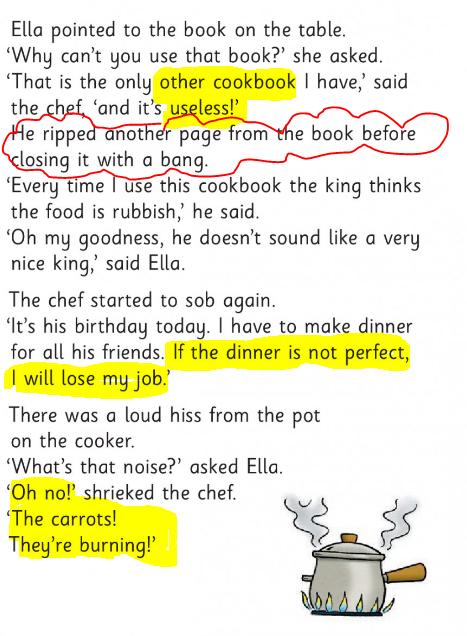 Ella pointed to the book on the table.
‘Why can’t you use that book?’ she asked.
‘That is the only other cookbook I have,’ said
the chef, ‘and it’s useless!’
He ripped another page from the book before
closing it with a bang.
‘Every time I use this cookbook the king thinks
the food is rubbish,’ he said.
‘Oh my goodness, he doesn’t sound like a very
nice king,’ said Ella.
The chef started to sob again.
‘It’s his birthday today. I have to make dinner
for all his friends. If the dinner is not perfect,
I will lose my job.’
There was a loud hiss from the pot
on the cooker.
‘What’s that noise?’ asked Ella.
‘Oh no!’ shrieked the chef.
‘The carrots!
They’re burning!’